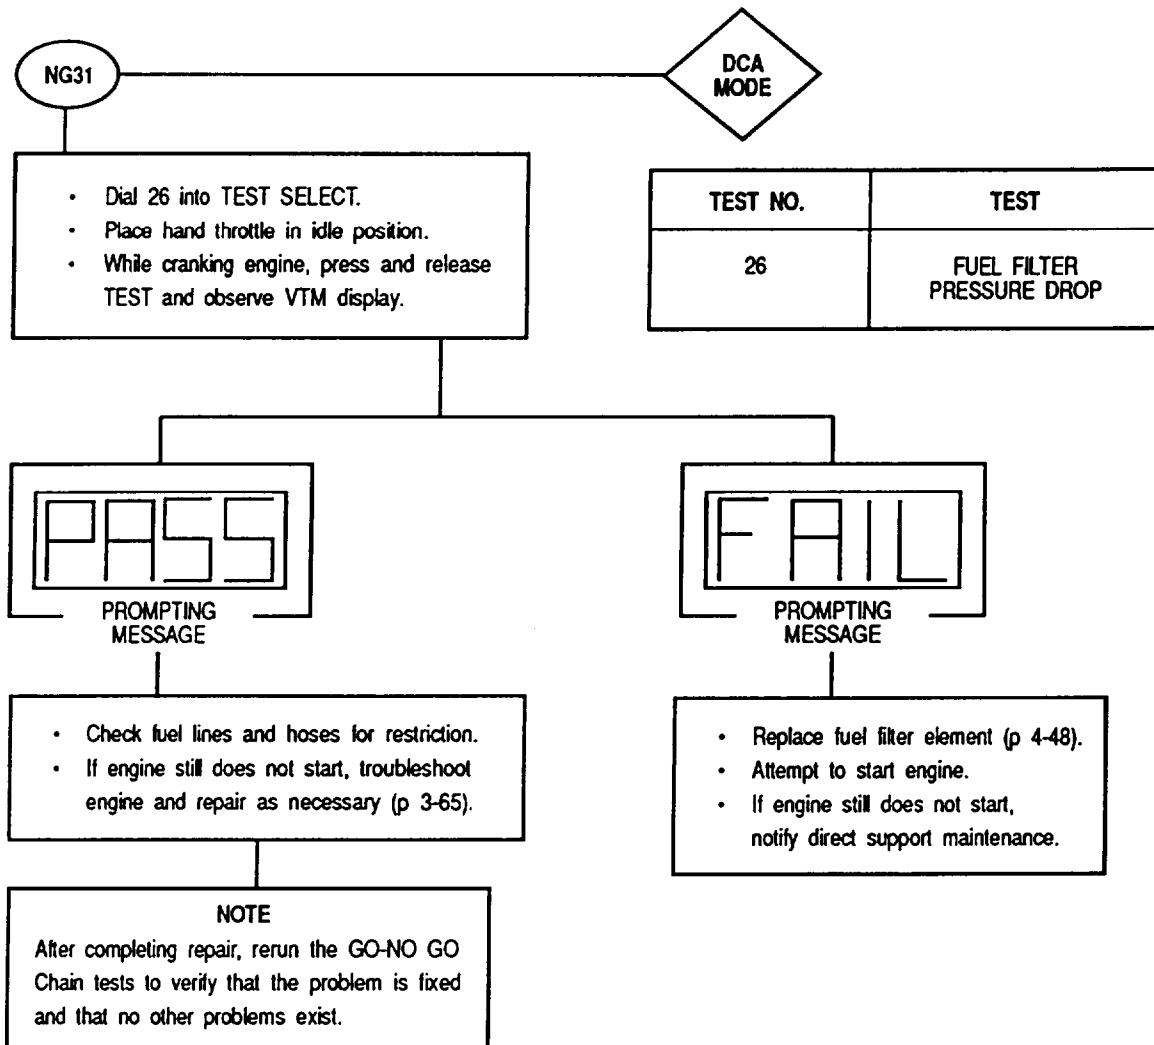 NG31
DCA
MODE
• Dial 26 into TEST SELECT.
• Place hand throttle in idle position.
• While cranking engine, press and release
TEST and observe VTM display.
TEST NO.
TEST
26
FUEL FILTER
PRESSURE DROP
PASS
PROMPTING
MESSAGE
FAIL
PROMPTING
MESSAGE
• Check fuel lines and hoses for restriction.
• If engine still does not start, troubleshoot
engine and repair as necessary (p 3-65).
• Replace fuel filter element (p 4-48).
• Attempt to start engine.
• If engine still does not start,
notify direct support maintenance.
NOTE
After completing repair, rerun the GO-NO GO
Chain tests to verify that the problem is fixed
and that no other problems exist.